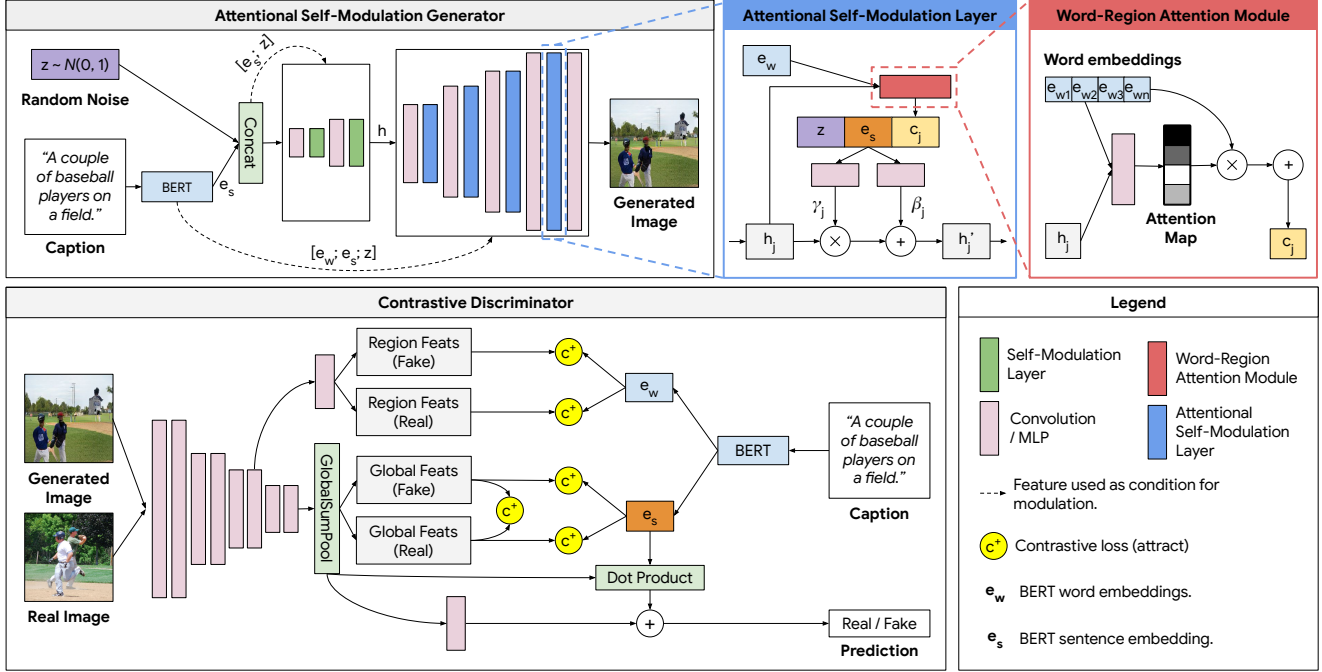 Attentional Self-Modulation Generator
z ~ N(0, 1)
Random Noise
[e_s; z]
Concat
h
"A couple
of baseball
players on
a field."
Caption
BERT
e_s
[e_w; e_s; z]
Generated
Image
Attentional Self-Modulation Layer
e_w
z
e_s
c_j
γ_j
β_j
h_j
×
+
h_j'
Word-Region Attention Module
Word embeddings
e_w1
e_w2
e_w3
e_wn
×
+
Attention
Map
h_j
c_j
Contrastive Discriminator
Generated
Image
Real Image
GlobalSumPool
Region Feats
(Fake)
Region Feats
(Real)
Global Feats
(Fake)
Global Feats
(Real)
c⁺
c⁺
c⁺
c⁺
c⁺
e_w
e_s
BERT
"A couple
of baseball
players on
a field."
Caption
Dot Product
+
Real / Fake
Prediction
Legend
Self-Modulation
Layer
Word-Region
Attention Module
Convolution
/ MLP
Attentional
Self-Modulation
Layer
Feature used as condition for
modulation.
c⁺ Contrastive loss (attract)
e_w BERT word embeddings.
e_s BERT sentence embedding.